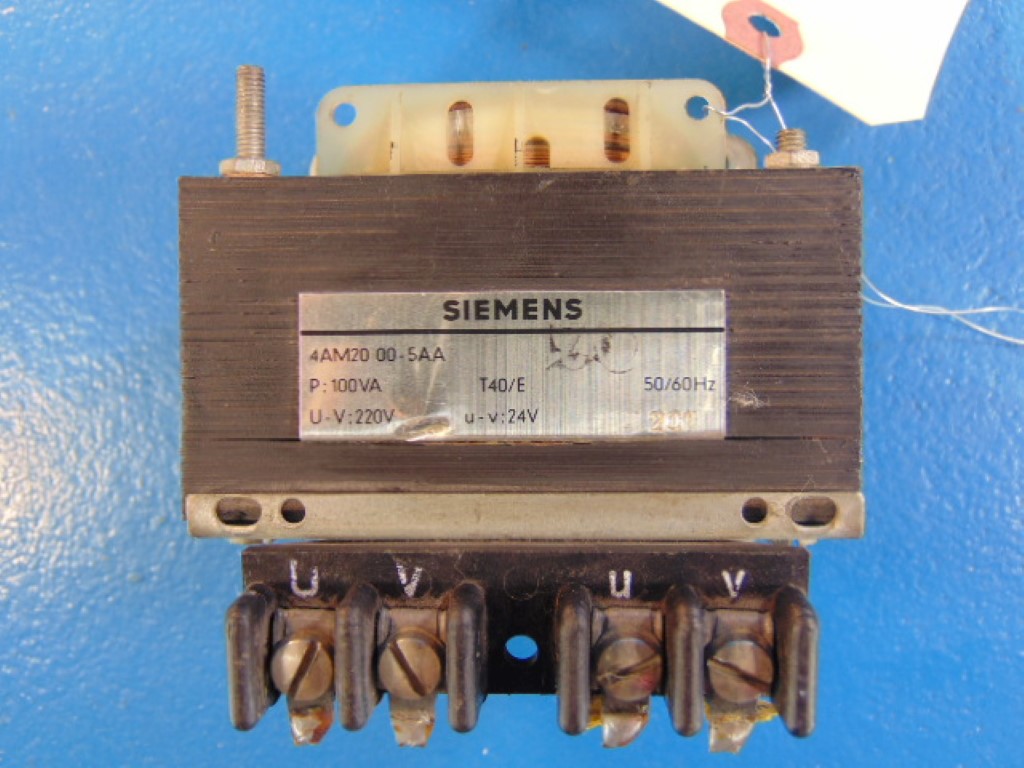 SIEMENS
4AM20 00-5AA
P: 100VA T40/E 50/60Hz
U-V:220V u-v:24V
U V u v